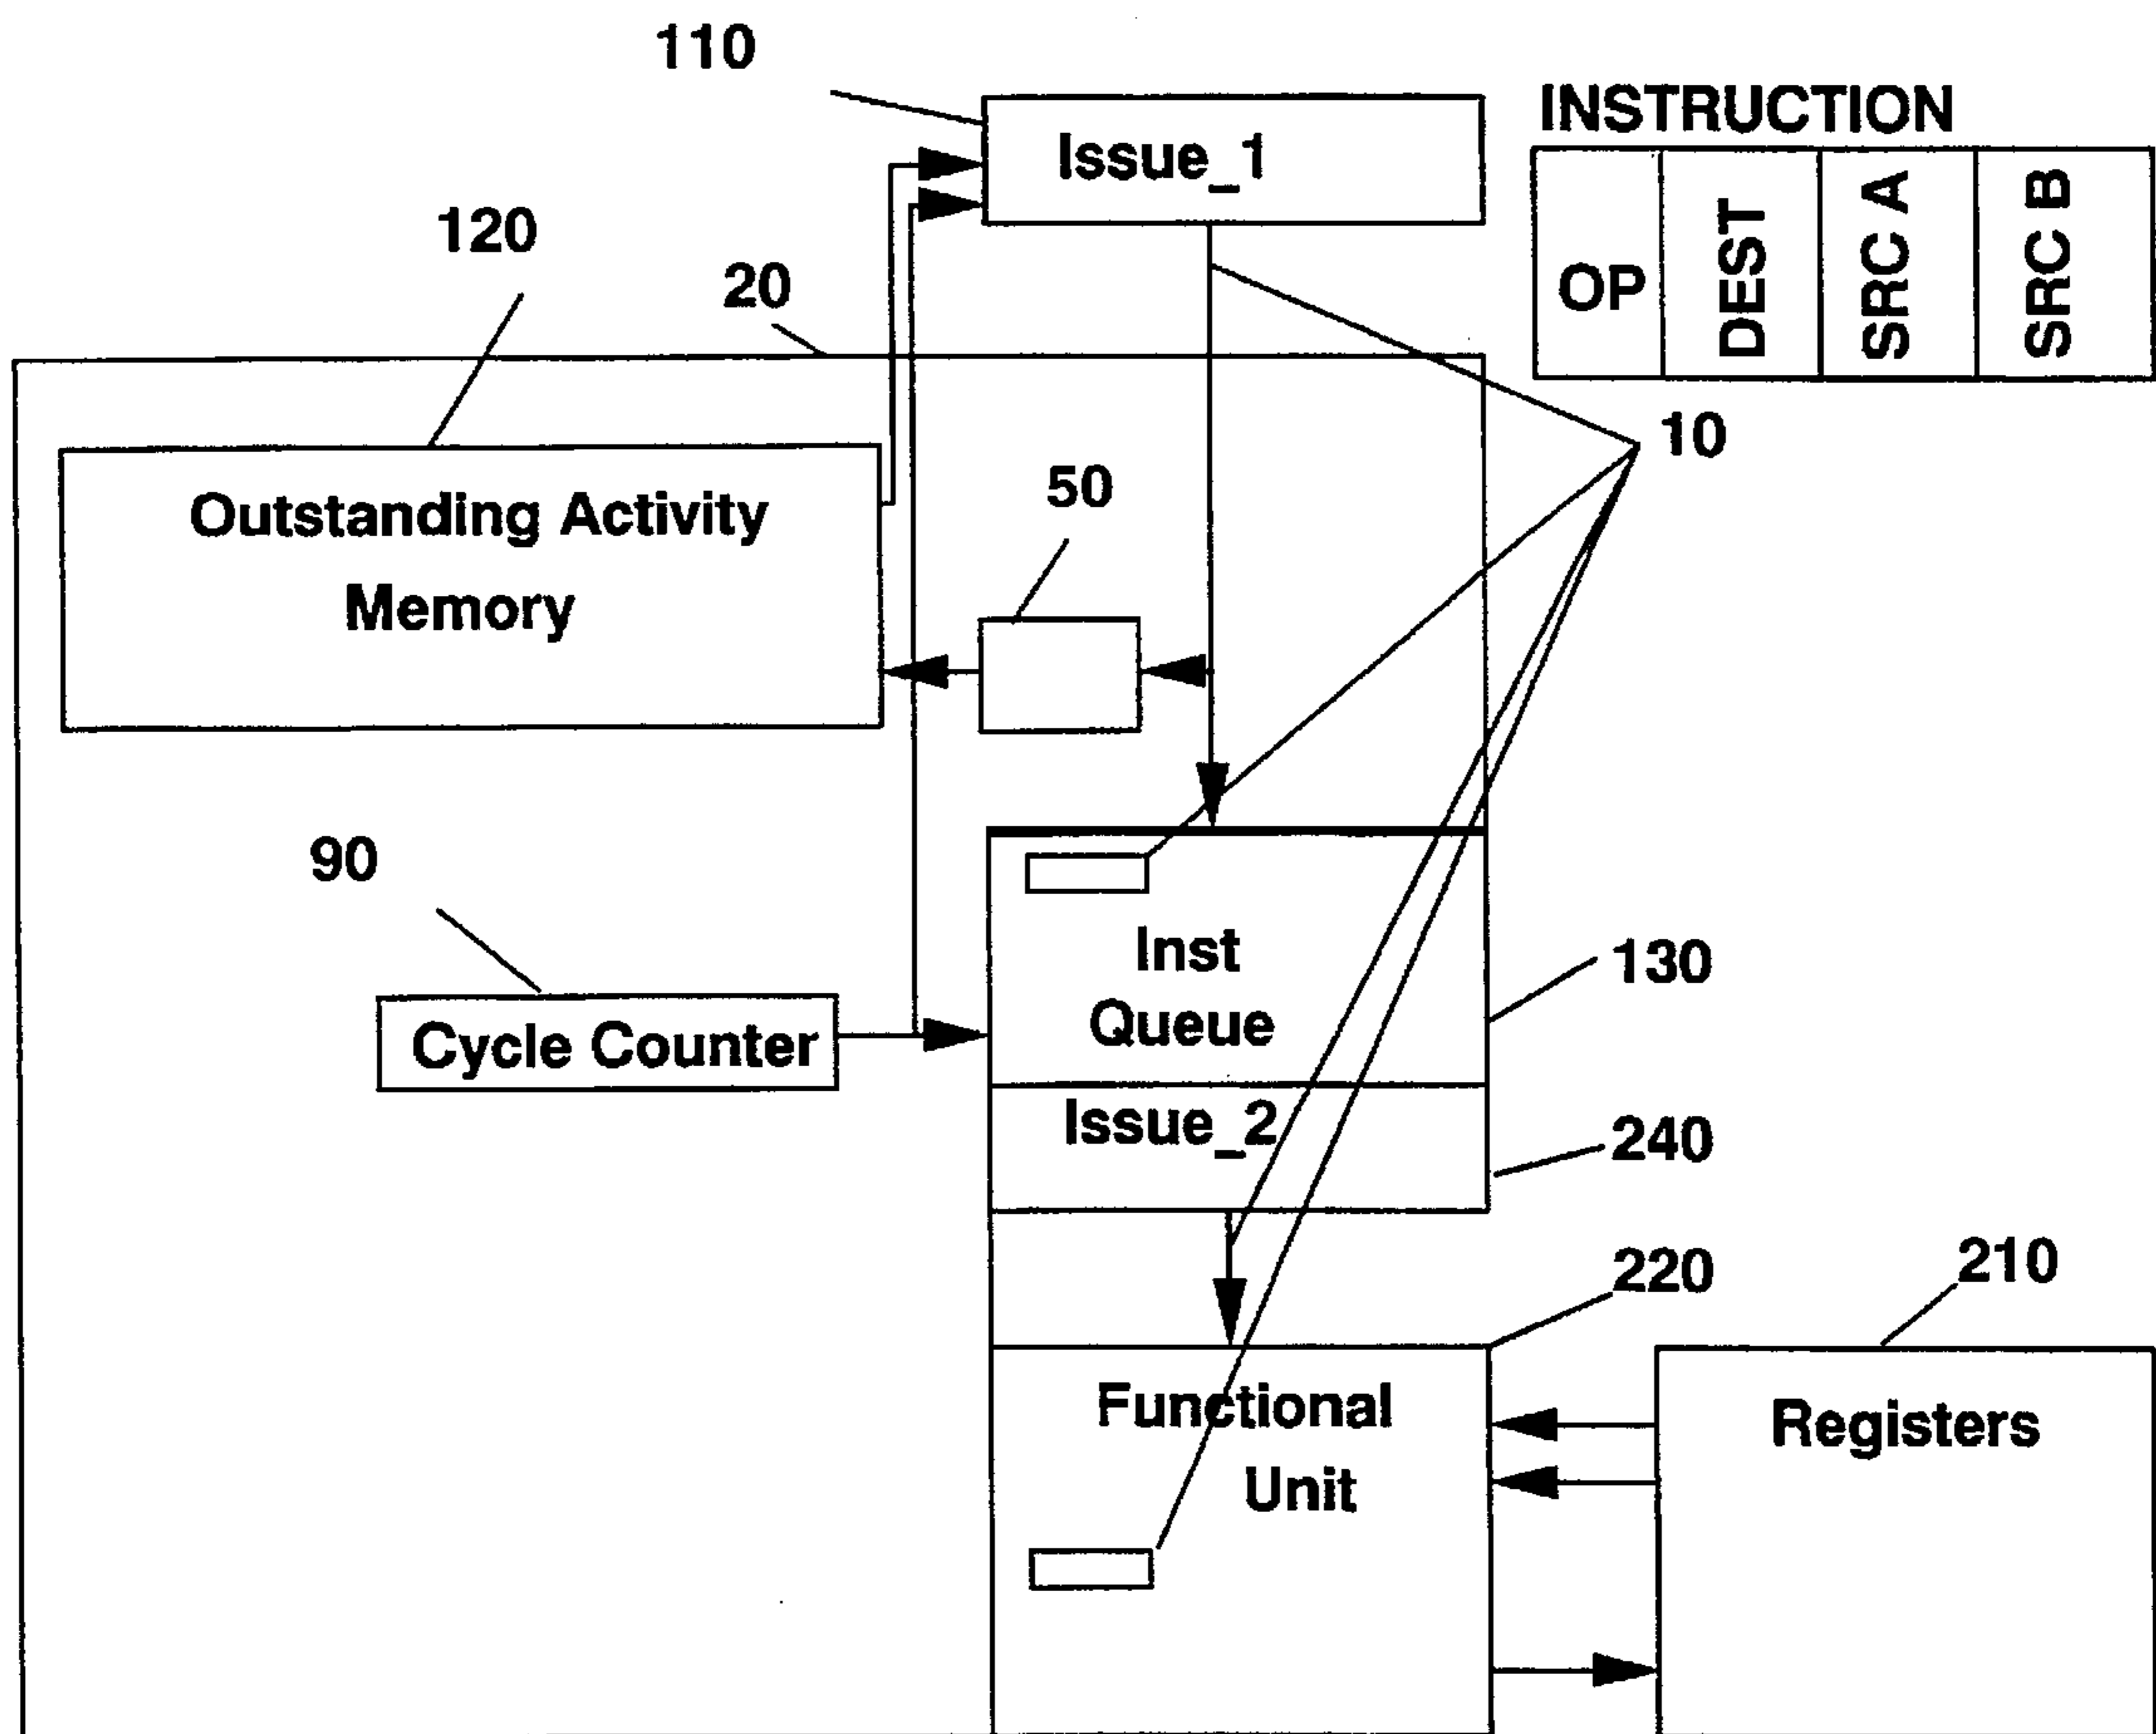 110
Issue_1
INSTRUCTION
OP
DEST
SRC A
SRC B
120
20
10
Outstanding Activity
Memory
50
90
Inst
Queue
130
Cycle Counter
Issue_2
240
220
210
Functional
Unit
Registers